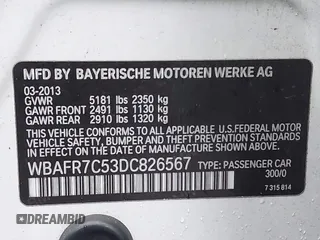 MFD BY BAYERISCHE MOTOREN WERKE AG
03-2013
GVWR 5181 lbs 2350 kg
GAWR FRONT 2491 lbs 1130 kg
GAWR REAR 2910 lbs 1320 kg
THIS VEHICLE CONFORMS TO ALL APPLICABLE
U.S. FEDERAL MOTOR VEHICLE SAFETY, BUMPER,
AND THEFT PREVENTION STANDARDS IN EFFECT
ON THE DATE OF MANUFACTURE SHOWN ABOVE.
WBAFR7C53DC826567 TYPE: PASSENGER CAR
300/0
7 315 814
DREAMBID